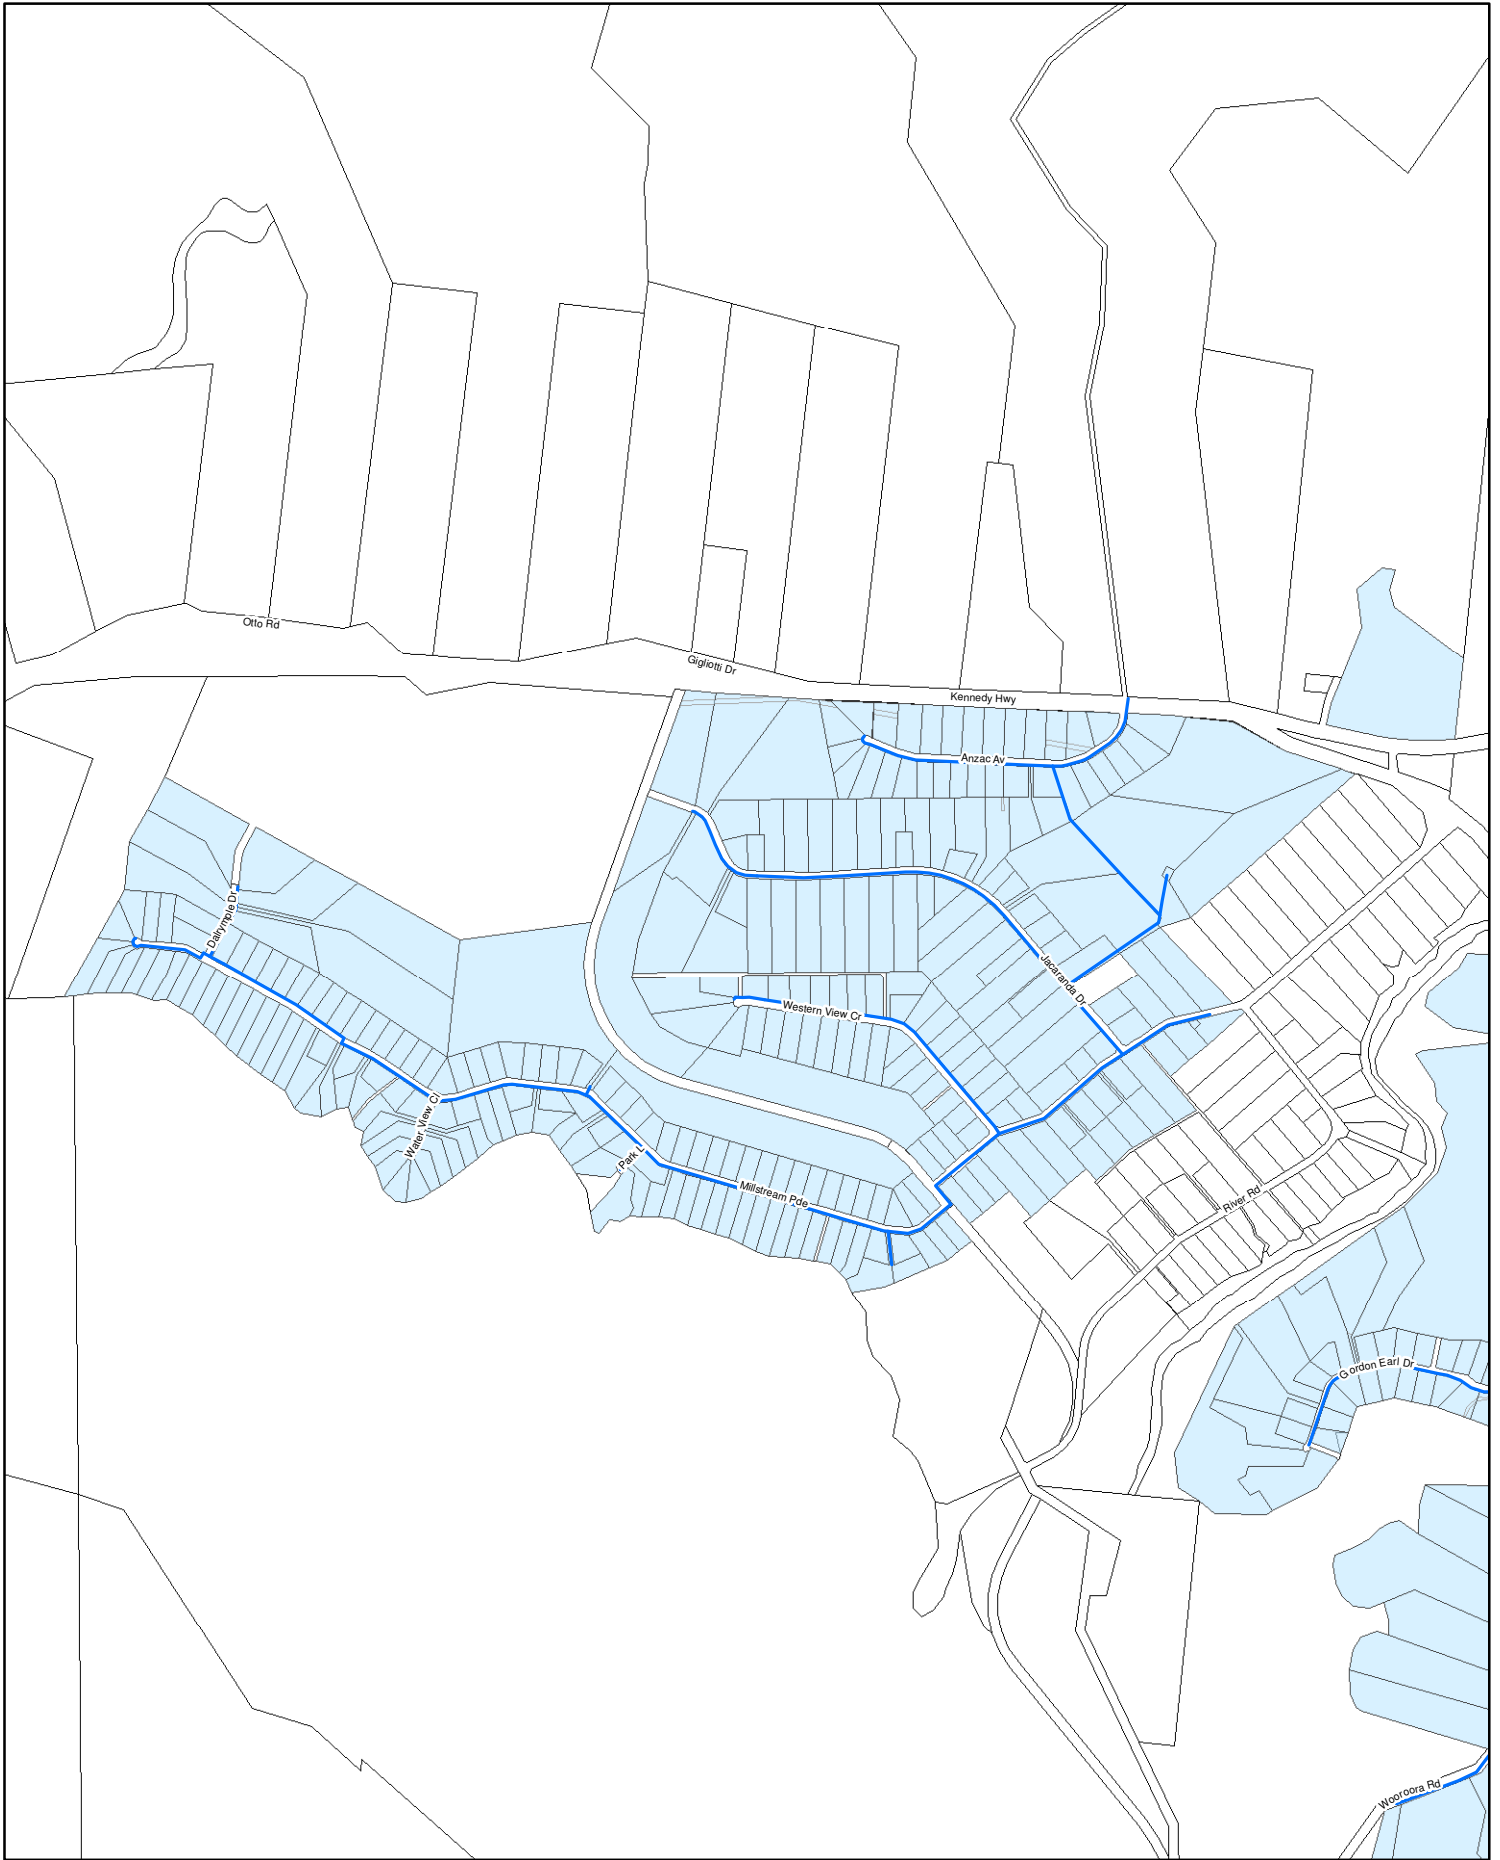 Otto Rd
Gigliotti Dr
Kennedy Hwy
Anzac Av
Dalrymple Dr
Jacaranda Dr
Western View Cr
Water View Cl
Park L
Millstream Pde
River Rd
Gordon Earl Dr
Wooroora Rd